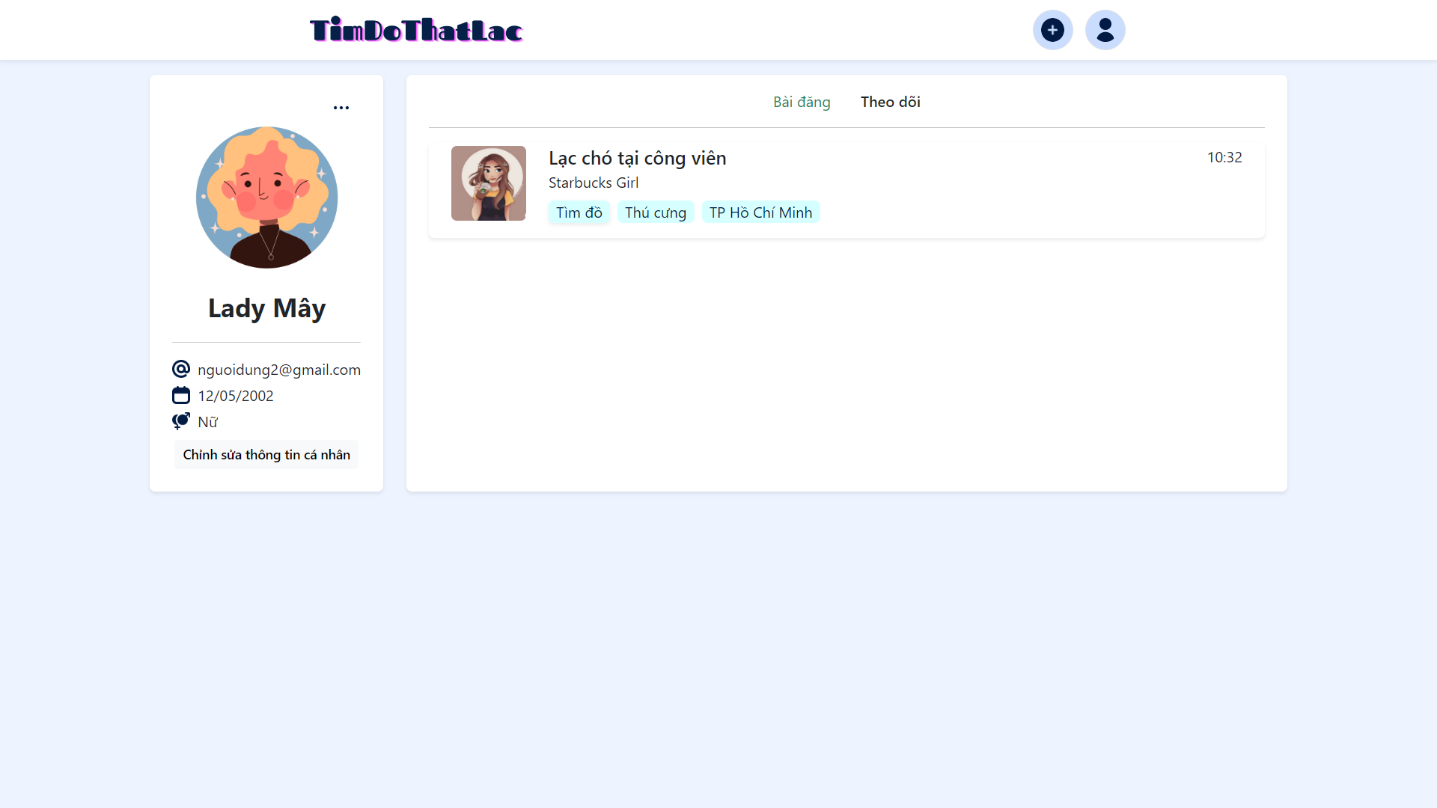 TimDoThatLac
Lady Mây
nguoidung2@gmail.com
12/05/2002
Nữ
Chỉnh sửa thông tin cá nhân
Bài đăng
Theo dõi
Lạc chó tại công viên
10:32
Starbucks Girl
Tìm đồ
Thú cưng
TP Hồ Chí Minh